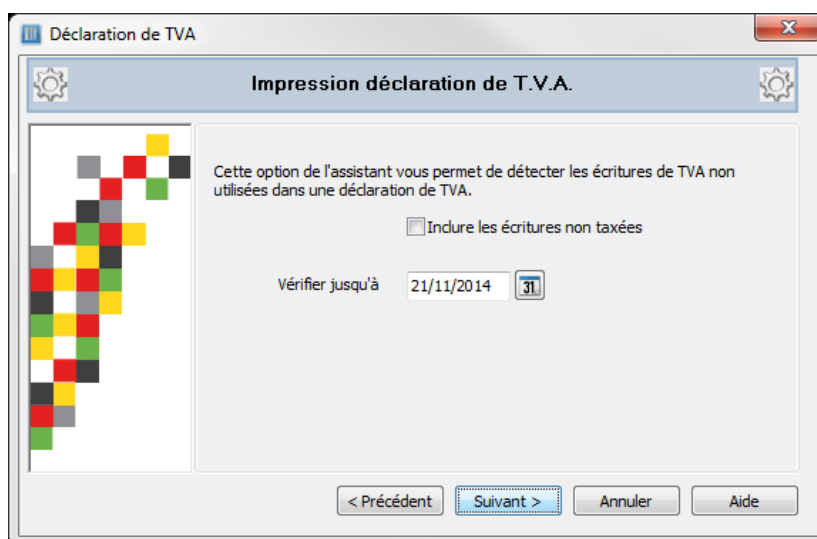 Déclaration de TVA
Impression déclaration de T.V.A.
Cette option de l'assistant vous permet de détecter les écritures de TVA non
utilisées dans une déclaration de TVA.
Inclure les écritures non taxées
Vérifier jusqu'à 21/11/2014 31
< Précédent Suivant > Annuler Aide